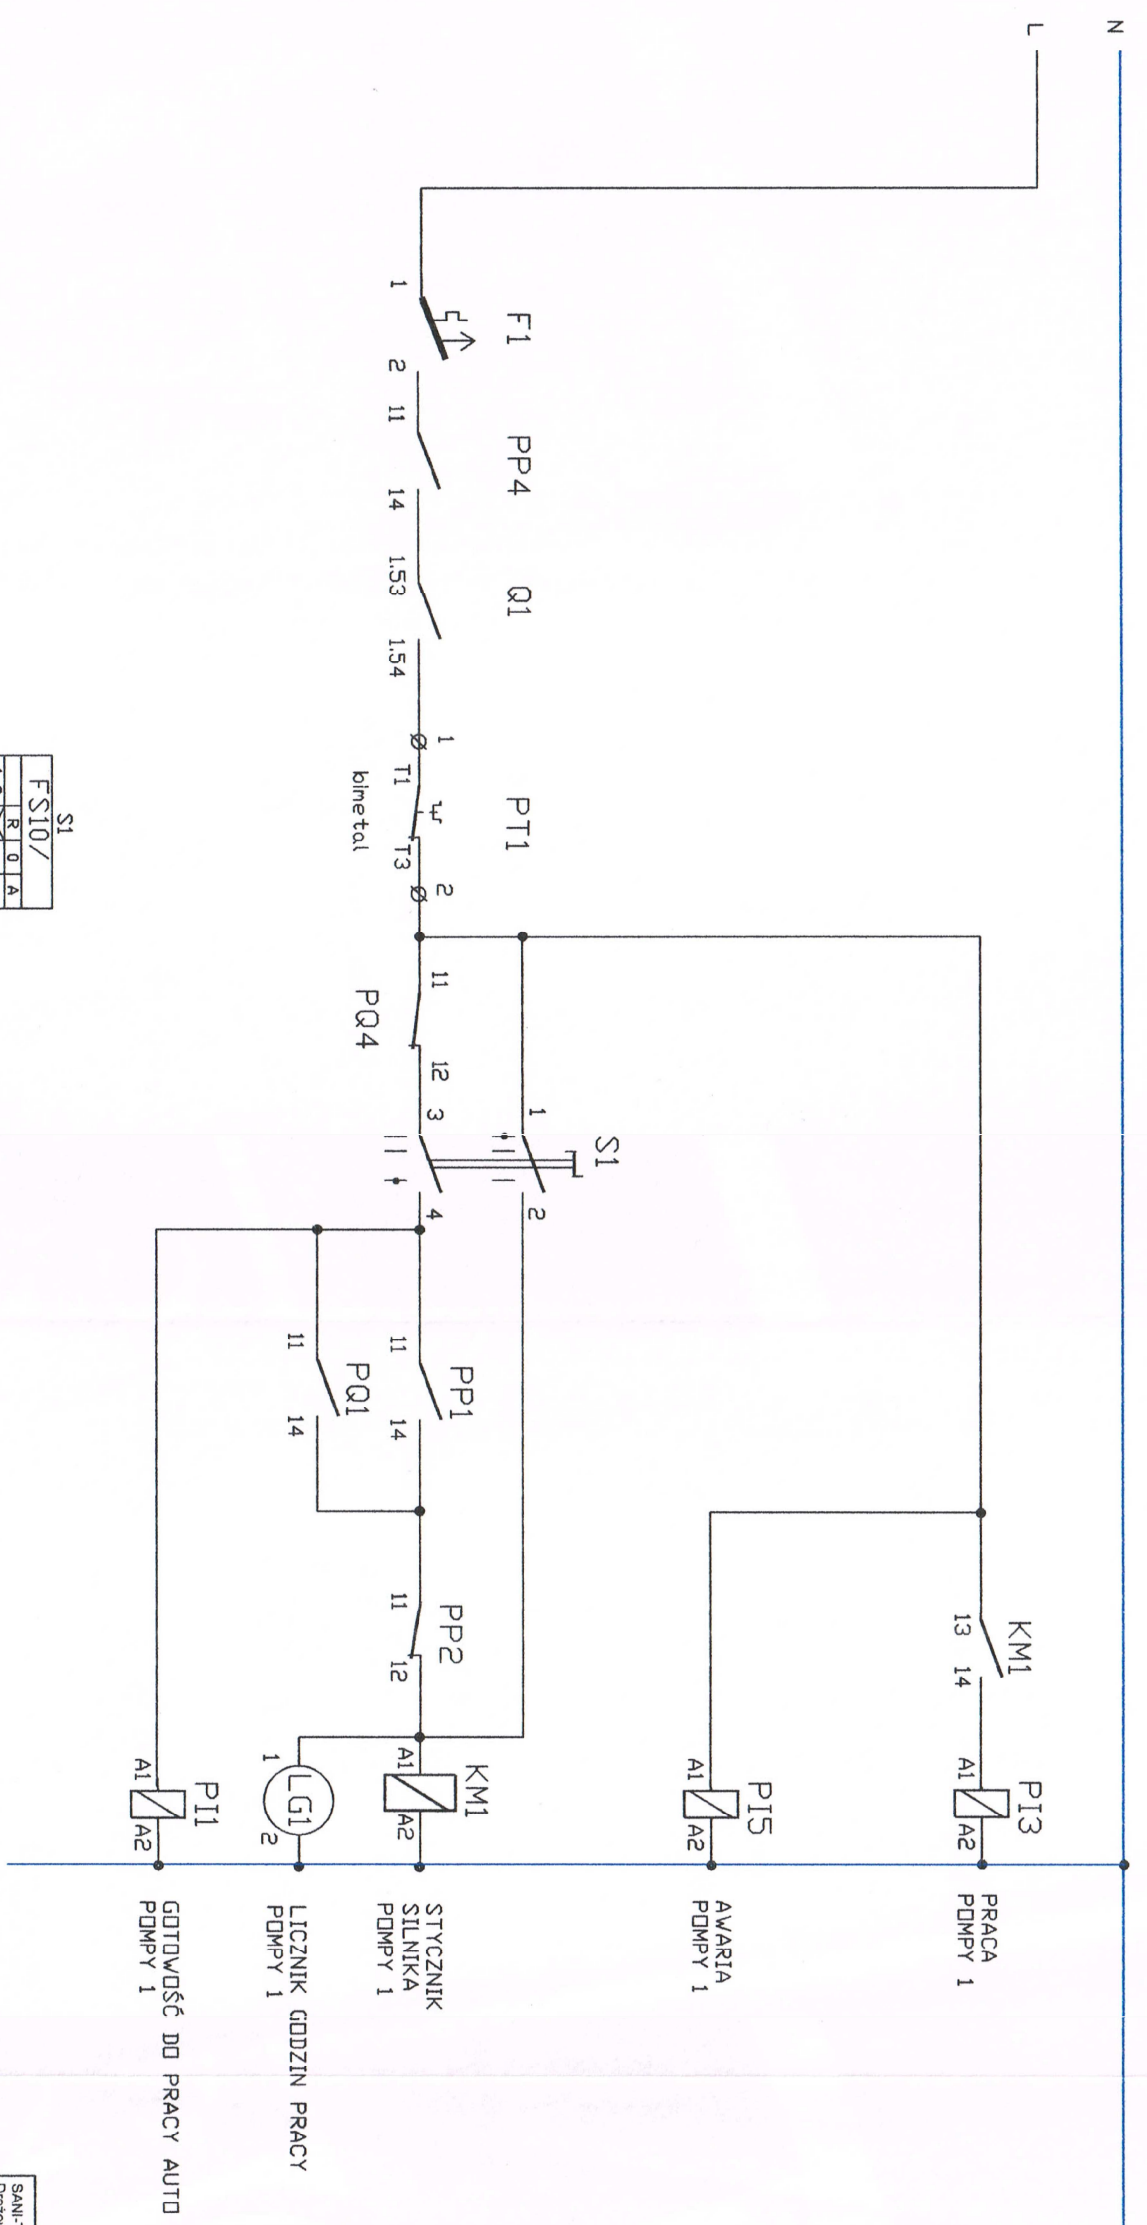 N
L
F1
1
2
PP4
11
14
Q1
1.53
1.54
PT1
1
T1
T3
2
bimetal
S1
FS10/
R 0 A
PQ4
11
12
S1
1
2
3
4
PP1
11
14
PQ1
11
14
PP2
11
12
KM1
13
14
PI3
A1
A2
PRACA
POMPY 1
PI5
A1
A2
AWARIA
POMPY 1
KM1
A1
A2
STYCZNIK
SILNIKA
POMPY 1
LG1
1
2
LICZNIK GODZIN PRACY
POMPY 1
PI1
A1
A2
GOTOWOŚĆ DO PRACY AUTO
POMPY 1